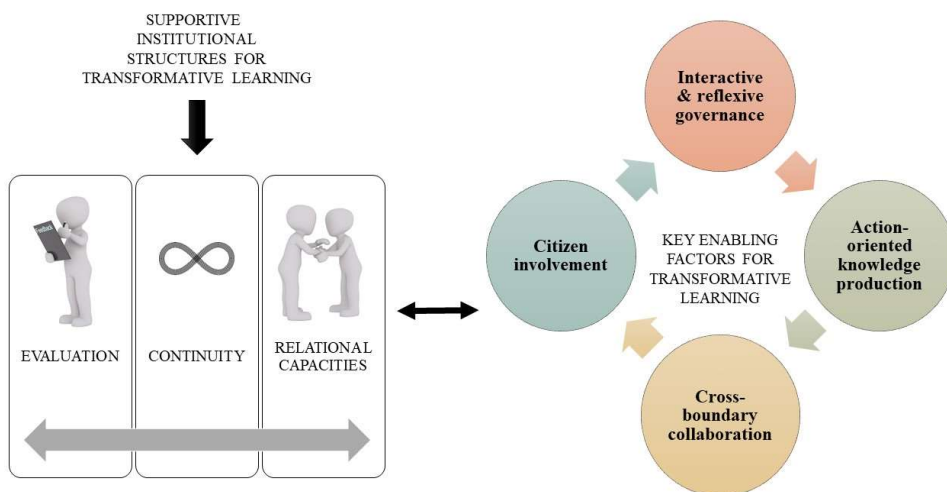 SUPPORTIVE
INSTITUTIONAL
STRUCTURES FOR
TRANSFORMATIVE LEARNING
Feedback
EVALUATION
CONTINUITY
RELATIONAL
CAPACITIES
Interactive
& reflexive
governance
Citizen
involvement
KEY ENABLING
FACTORS FOR
TRANSFORMATIVE
LEARNING
Action-
oriented
knowledge
production
Cross-
boundary
collaboration